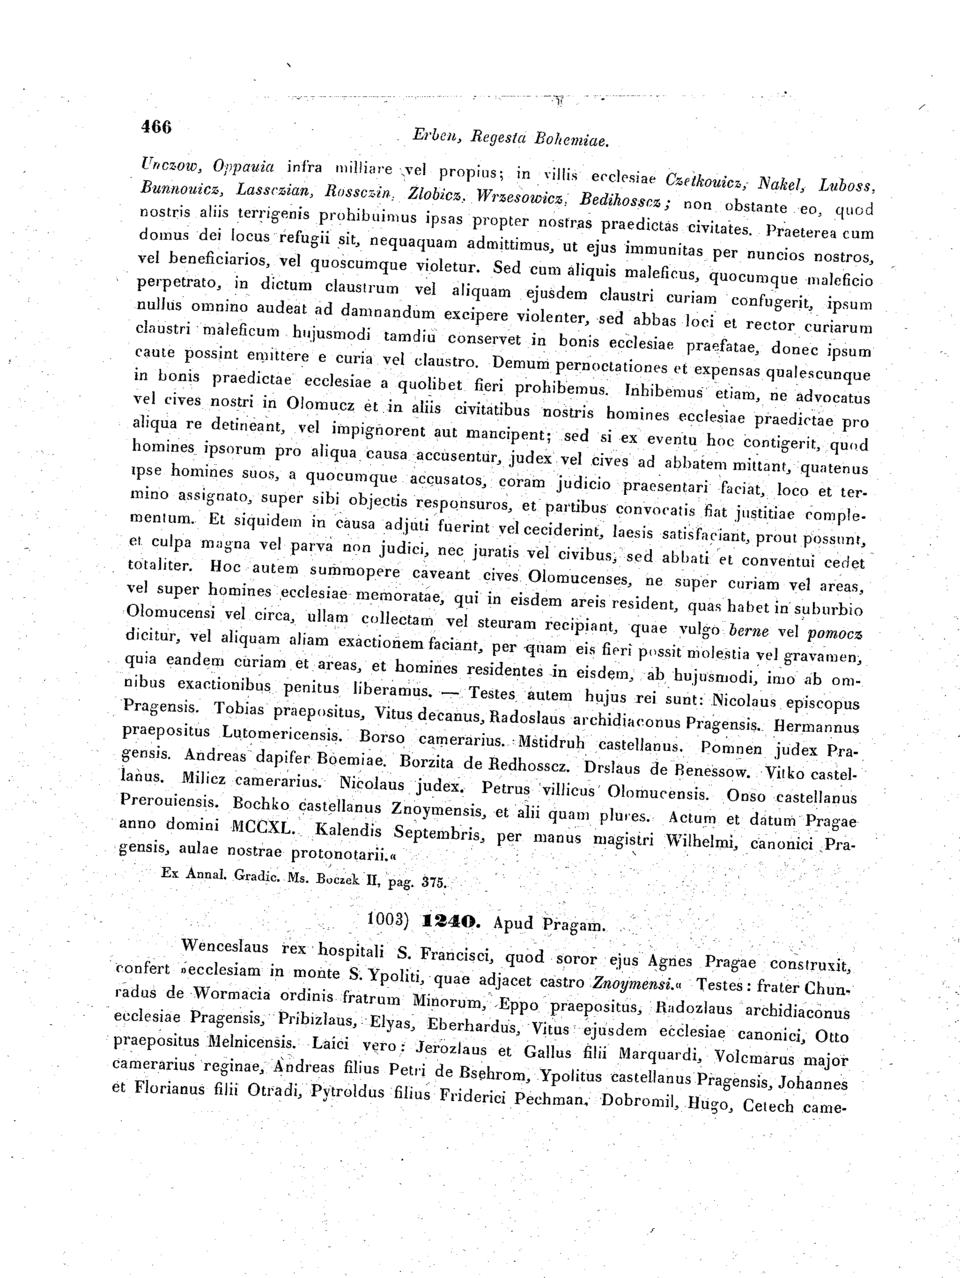 466
Erben, Regesta Bohemiae.
Unczow, Oppauia infra milliare vel propius; in villis ecclesiae Czetkouicz, Nakel, Luboss,
Bunnouicz, Lassczian, Rossczin, Zlobicz, Wrzesowicz, Bedihosscz; non obstante eo, quod
nostris aliis terrigenis prohibuimus ipsas propter nostras praedictas civitates. Praeterea cum
domus dei locus refugii sit, nequaquam admittimus, ut ejus immunitas per nuncios nostros,
vel beneficiarios, vel quoscumque violetur. Sed cum aliquis maleficus, quocumque maleficio
perpetrato, in dictum claustrum vel aliquam ejusdem claustri curiam confugerit, ipsum
nullus omnino audeat ad damnandum excipere violenter, sed abbas loci et rector curiarum
claustri maleficum hujusmodi tamdiu conservet in bonis ecclesiae praefatae, donec ipsum
caute possint emittere e curia vel claustro. Demum pernoctationes et expensas qualescunque
in bonis praedictae ecclesiae a quolibet fieri prohibemus. Inhibemus etiam, ne advocatus
vel cives nostri in Olomucz et in aliis civitatibus nostris homines ecclesiae praedictae pro
aliqua re detineant, vel impignorent aut mancipent; sed si ex eventu hoc contigerit, quod
homines ipsorum pro aliqua causa accusentur, judex vel cives ad abbatem mittant, quatenus
ipse homines suos, a quocumque accusatos, coram judicio praesentari faciat, loco et ter-
mino assignato, super sibi objectis responsuros, et partibus convocatis fiat justitiae comple-
mentum. Et siquidem in causa adjuti fuerint vel ceciderint, laesis satisfaciant, prout possunt,
et culpa magna vel parva non judici, nec juratis vel civibus, sed abbati et conventui cedet
totaliter. Hoc autem summopere caveant cives Olomucenses, ne super curiam vel areas,
vel super homines ecclesiae memoratae, qui in eisdem areis resident, quas habet in suburbio
Olomucensi vel circa, ullam collectam vel steuram recipiant, quae vulgo berne vel pomocz
dicitur, vel aliquam aliam exactionem faciant, per quam eis fieri possit molestia vel gravamen,
quia eandem curiam et areas, et homines residentes in eisdem, ab hujusmodi, imo ab om-
nibus exactionibus penitus liberamus. — Testes autem hujus rei sunt: Nicolaus episcopus
Pragensis. Tobias praepositus, Vitus decanus, Radoslaus archidiaconus Pragensis. Hermannus
praepositus Lutomericensis. Borso camerarius. Mstidruh castellanus. Pomnen judex Pra-
gensis. Andreas dapifer Boemiae. Borzita de Redhosscz. Drslaus de Benessow. Vitko castel-
lanus. Milicz camerarius. Nicolaus judex. Petrus villicus Olomucensis. Onso castellanus
Prerouiensis. Bochko castellanus Znoymensis, et alii quam plures. Actum et datum Pragae
anno domini MCCXL. Kalendis Septembris, per manus magistri Wilhelmi, canonici Pra-
gensis, aulae nostrae protonotarii.«
Ex Annal. Gradic. Ms. Boczek II, pag. 375.
1003) 1240. Apud Pragam.
Wenceslaus rex hospitali S. Francisci, quod soror ejus Agnes Pragae construxit,
confert »ecclesiam in monte S. Ypoliti, quae adjacet castro Znoymensi.« Testes: frater Chun-
radus de Wormacia ordinis fratrum Minorum, Eppo praepositus, Radozlaus archidiaconus
ecclesiae Pragensis, Pribizlaus, Elyas, Eberhardus, Vitus ejusdem ecclesiae canonici, Otto
praepositus Melnicensis. Laici vero: Jerozlaus et Gallus filii Marquardi, Volcmarus major
camerarius reginae, Andreas filius Petri de Bsehrom, Ypolitus castellanus Pragensis, Johannes
et Florianus filii Otradi, Pytroldus filius Friderici Pechman. Dobromil, Hugo, Cetech came-